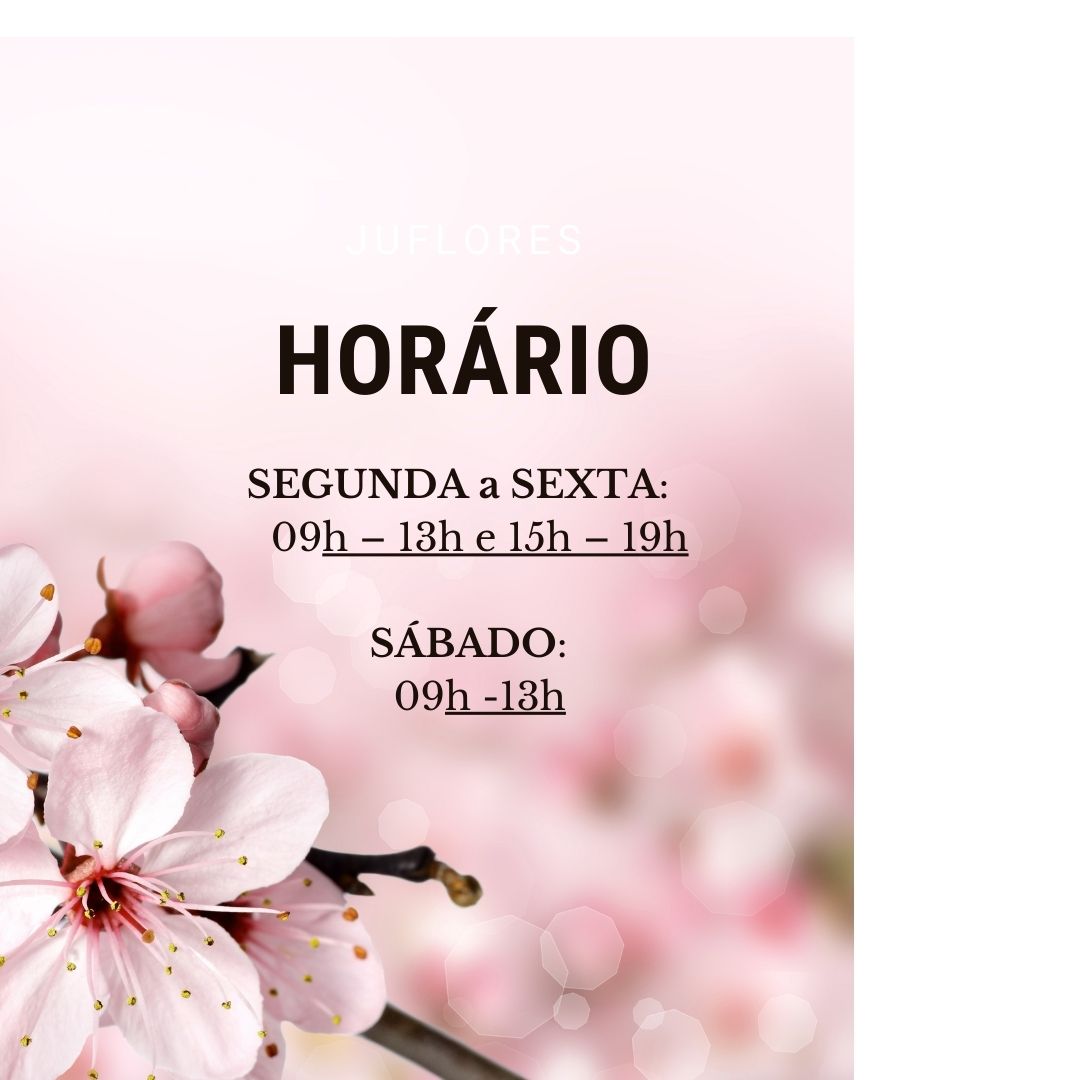 JUFLORES
HORÁRIO
SEGUNDA a SEXTA:
09h – 13h e 15h – 19h
SÁBADO:
09h -13h